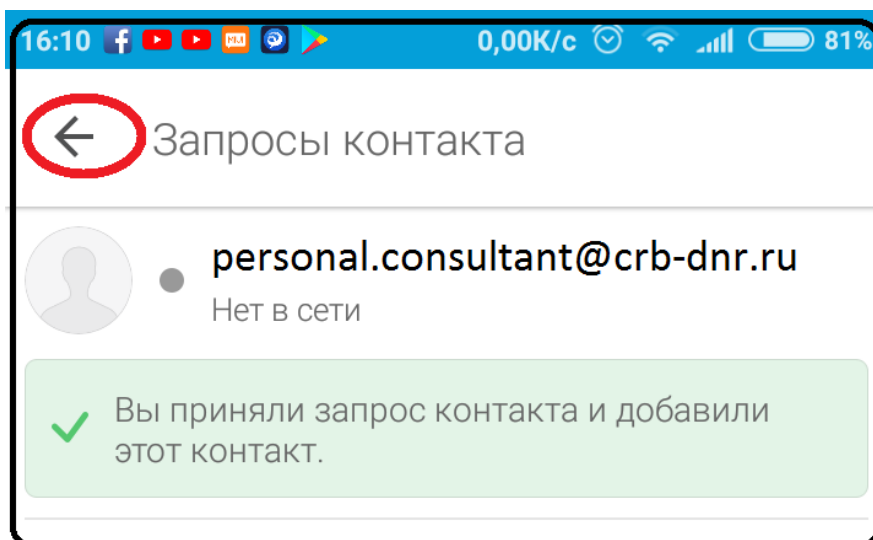 16:10 0,00K/c 81%
Запросы контакта
personal.consultant@crb-dnr.ru
Нет в сети
Вы приняли запрос контакта и добавили
этот контакт.